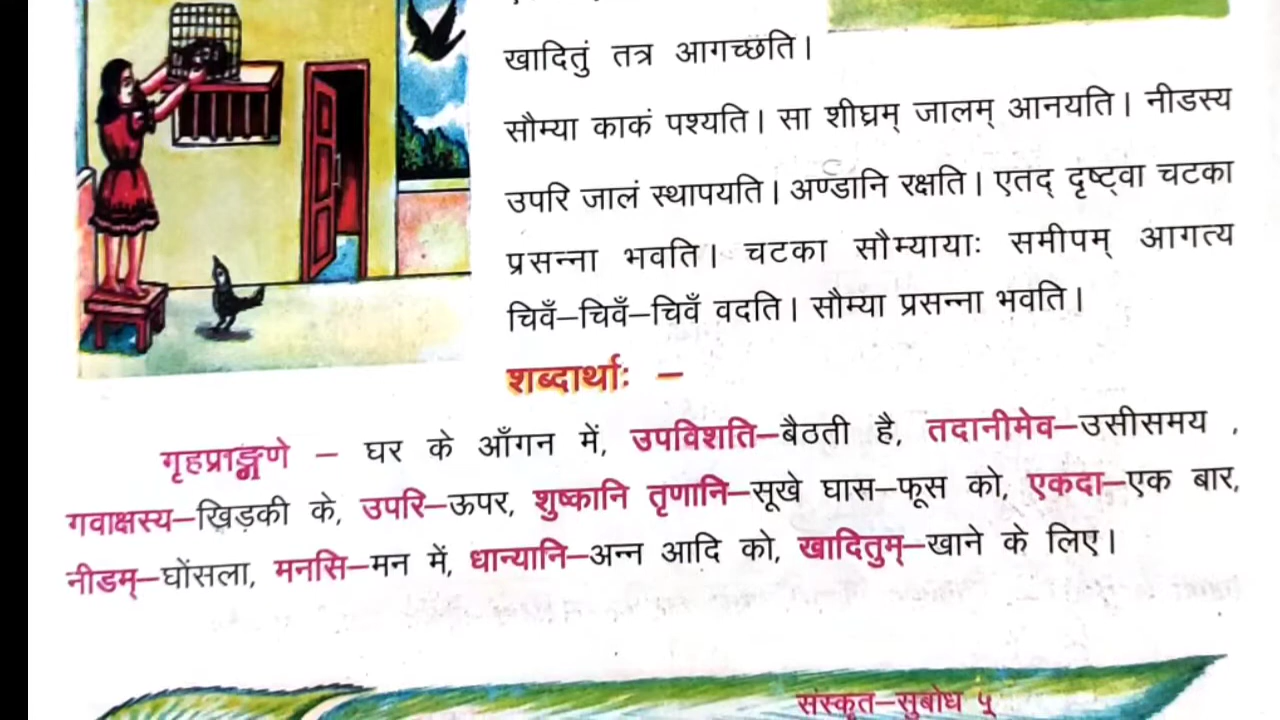 खादितुं तत्र आगच्छति।
सौम्या काकं पश्यति। सा शीघ्रम् जालम् आनयति। नीडस्य
उपरि जालं स्थापयति। अण्डानि रक्षति। एतद् दृष्ट्वा चटका
प्रसन्ना भवति। चटका सौम्यायाः समीपम् आगत्य
चिवँ–चिवँ–चिवँ वदति। सौम्या प्रसन्ना भवति।
शब्दार्थाः –
गृहप्राङ्गणे – घर के आँगन में, उपविशति–बैठती है, तदानीमेव–उसीसमय ,
गवाक्षस्य–खिड़की के, उपरि–ऊपर, शुष्कानि तृणानि–सूखे घास–फूस को, एकदा–एक बार,
नीडम्–घोंसला, मनसि–मन में, धान्यानि–अन्न आदि को, खादितुम्–खाने के लिए।
संस्कृत–सुबोध ५